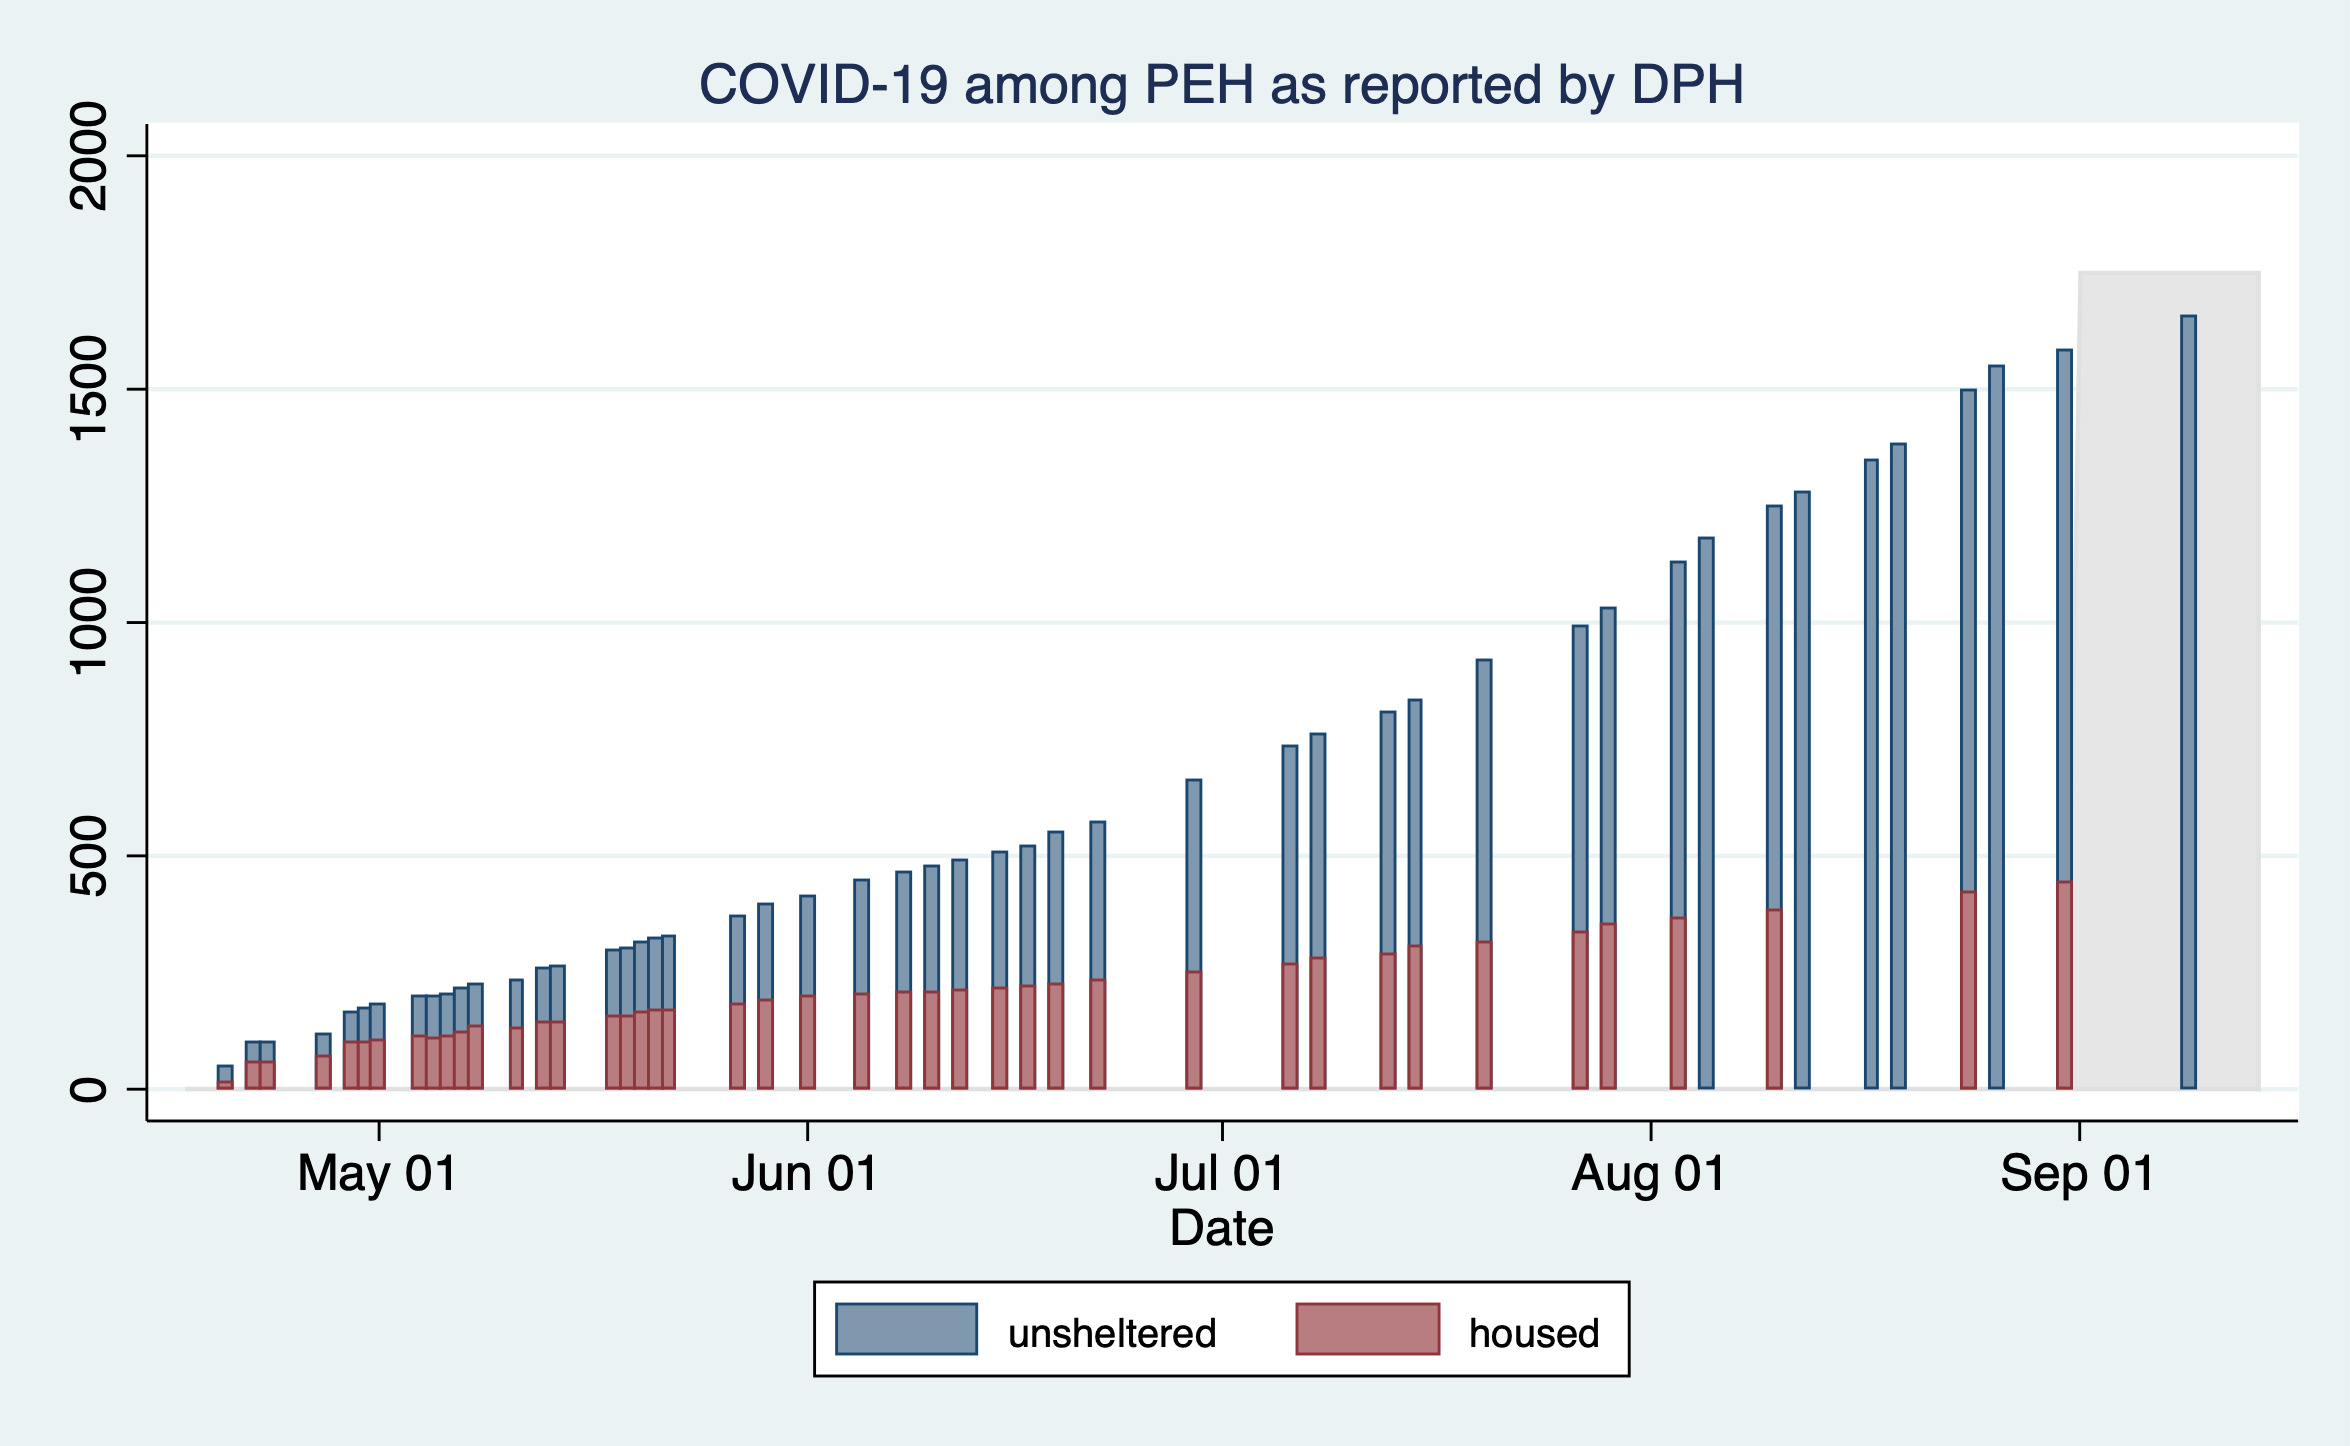 COVID-19 among PEH as reported by DPH
2000
1500
1000
500
0
May 01 Jun 01 Jul 01 Aug 01 Sep 01
Date
unsheltered housed